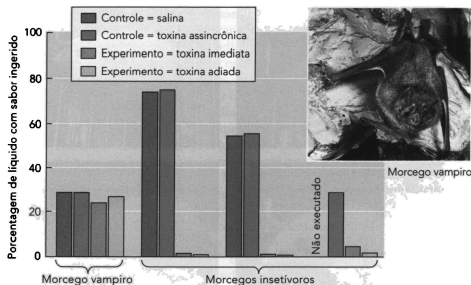 Controle = salina
Controle = toxina assincrônica
Experimento = toxina imediata
Experimento = toxina adiada
Porcentagem de líquido com sabor ingerido
100
80
60
40
20
0
Não executado
Morcego vampiro
Morcego vampiro
Morcegos insetívoros